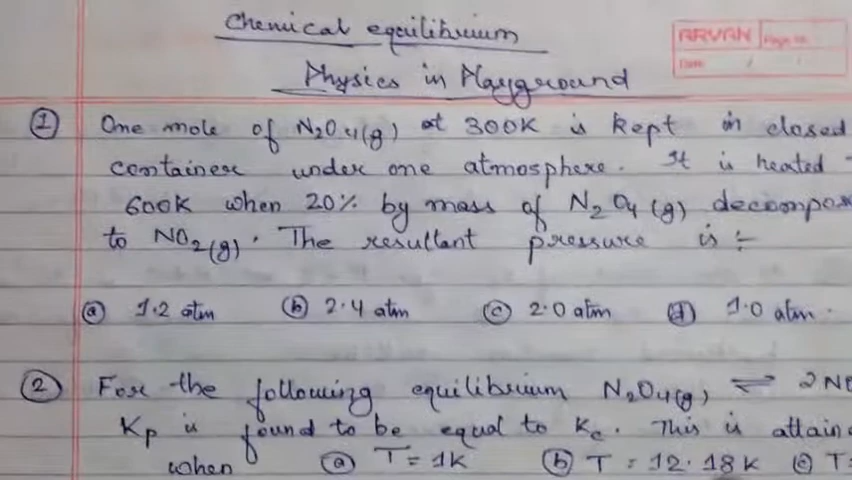 Chemical equilibrium
Physics in Playground
① One mole of N₂O₄(g) at 300K is kept in closed
container under one atmosphere. It is heated
600K when 20% by mass of N₂O₄(g) decompos
to NO₂(g). The resultant pressure is :-
ⓐ 1.2 atm ⓑ 2.4 atm ⓒ 2.0 atm ⓓ 1.0 atm.
② For the following equilibrium N₂O₄(g) ⇌ 2NO
Kp is found to be equal to Kc. This is attain
when ⓐ T = 1K ⓑ T = 12.18K ⓒ T=